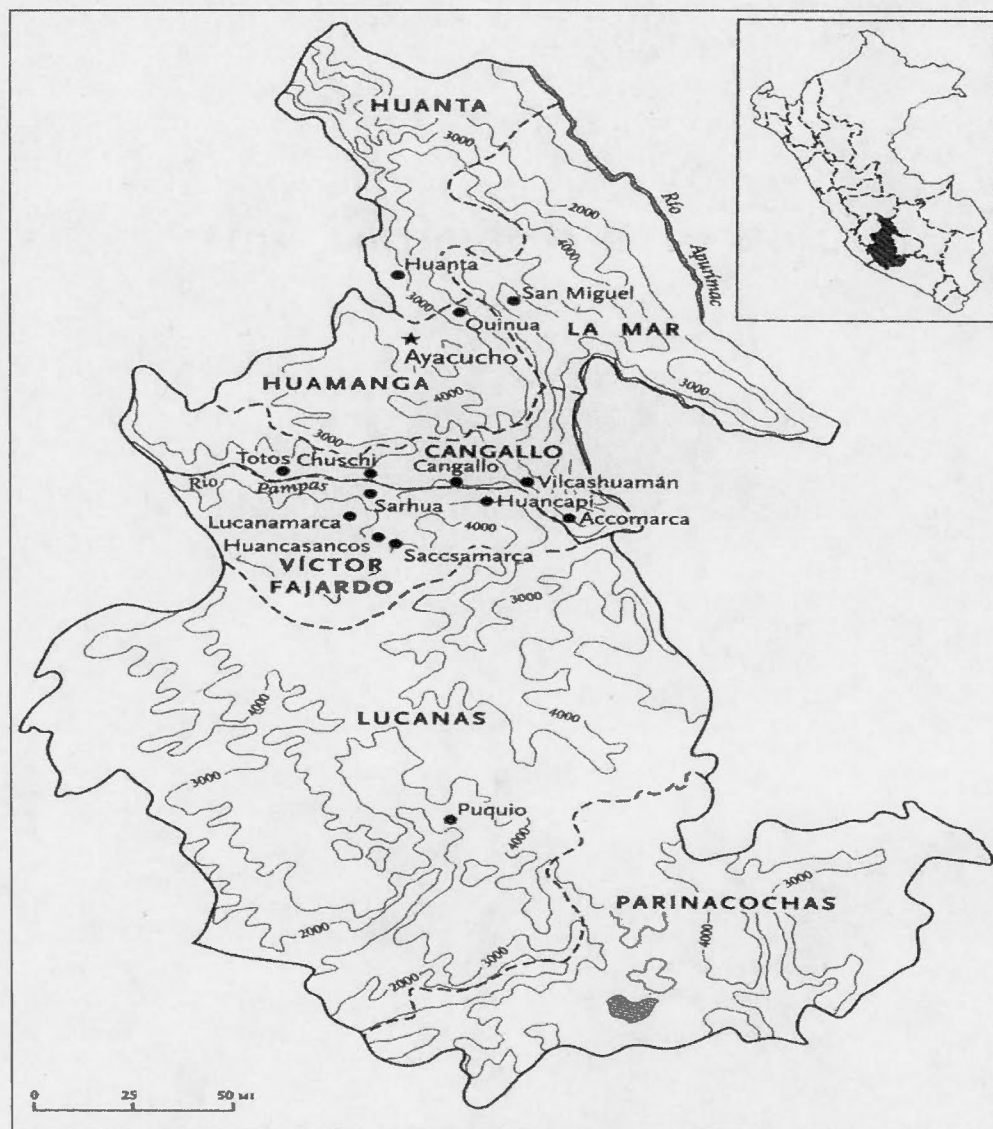 HUANTA
3000
2000
4000
Río
Apurímac
Huanta
San Miguel
3000
Quinua
LA MAR
Ayacucho
HUAMANGA
4000
3000
3000
CANGALLO
Totos
Chuschi
Cangallo
Vilcashuamán
Río
Pampas
Sarhua
Huancapi
Lucanamarca
4000
Accomarca
Huancasancos
Saccsamarca
VÍCTOR
FAJARDO
3000
4000
LUCANAS
4000
3000
Puquio
4000
3000
PARINACOCHAS
2000
4000
3000
2000
0 25 50 MI